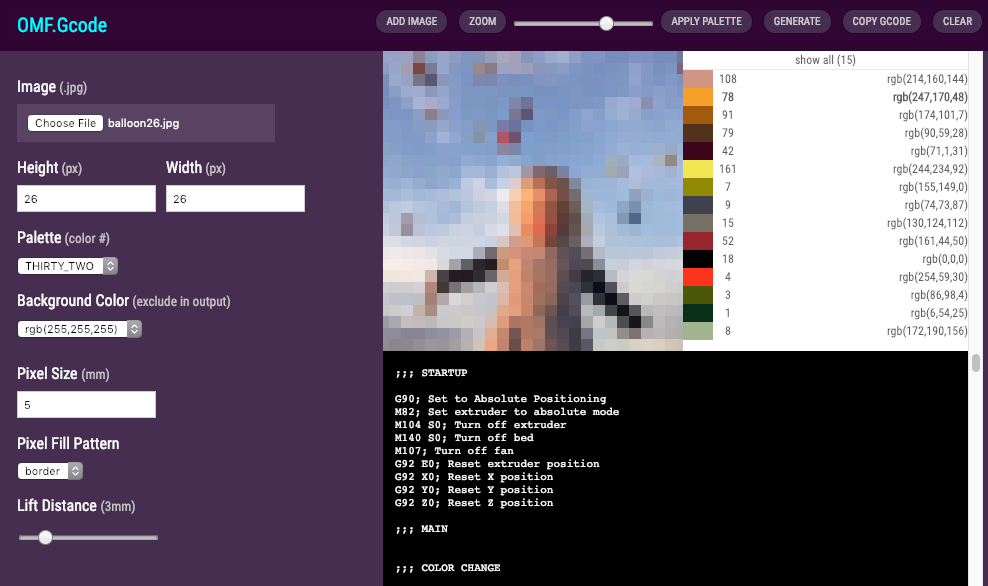 OMF.Gcode
ADD IMAGE ZOOM APPLY PALETTE GENERATE COPY GCODE CLEAR
Image (.jpg)
Choose File balloon26.jpg
Height (px) Width (px)
26 26
Palette (color #)
THIRTY_TWO
Background Color (exclude in output)
rgb(255,255,255)
Pixel Size (mm)
5
Pixel Fill Pattern
border
Lift Distance (3mm)
show all (15)
108 rgb(214,160,144)
78 rgb(247,170,48)
91 rgb(174,101,7)
79 rgb(90,59,28)
42 rgb(71,1,31)
161 rgb(244,234,92)
7 rgb(155,149,0)
9 rgb(74,73,87)
15 rgb(130,124,112)
52 rgb(161,44,50)
18 rgb(0,0,0)
4 rgb(254,59,30)
3 rgb(86,98,4)
1 rgb(6,54,25)
8 rgb(172,190,156)
;;; STARTUP
G90; Set to Absolute Positioning
M82; Set extruder to absolute mode
M104 S0; Turn off extruder
M140 S0; Turn off bed
M107; Turn off fan
G92 E0; Reset extruder position
G92 X0; Reset X position
G92 Y0; Reset Y position
G92 Z0; Reset Z position
;;; MAIN
;;; COLOR CHANGE